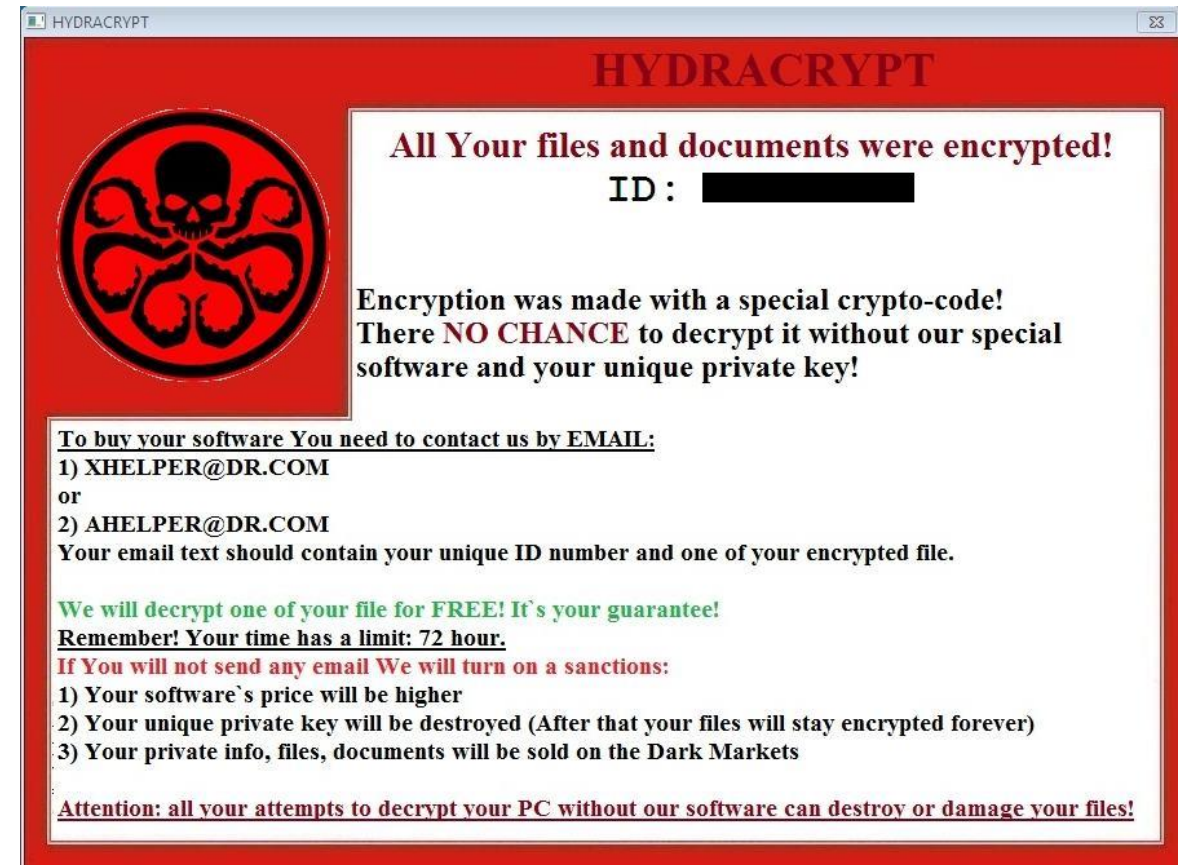 HYDRACRYPT
HYDRACRYPT
All Your files and documents were encrypted!
ID:
Encryption was made with a special crypto-code!
There NO CHANCE to decrypt it without our special
software and your unique private key!
To buy your software You need to contact us by EMAIL:
1) XHELPER@DR.COM
or
2) AHELPER@DR.COM
Your email text should contain your unique ID number and one of your encrypted file.
We will decrypt one of your file for FREE! It`s your guarantee!
Remember! Your time has a limit: 72 hour.
If You will not send any email We will turn on a sanctions:
1) Your software`s price will be higher
2) Your unique private key will be destroyed (After that your files will stay encrypted forever)
3) Your private info, files, documents will be sold on the Dark Markets
Attention: all your attempts to decrypt your PC without our software can destroy or damage your files!